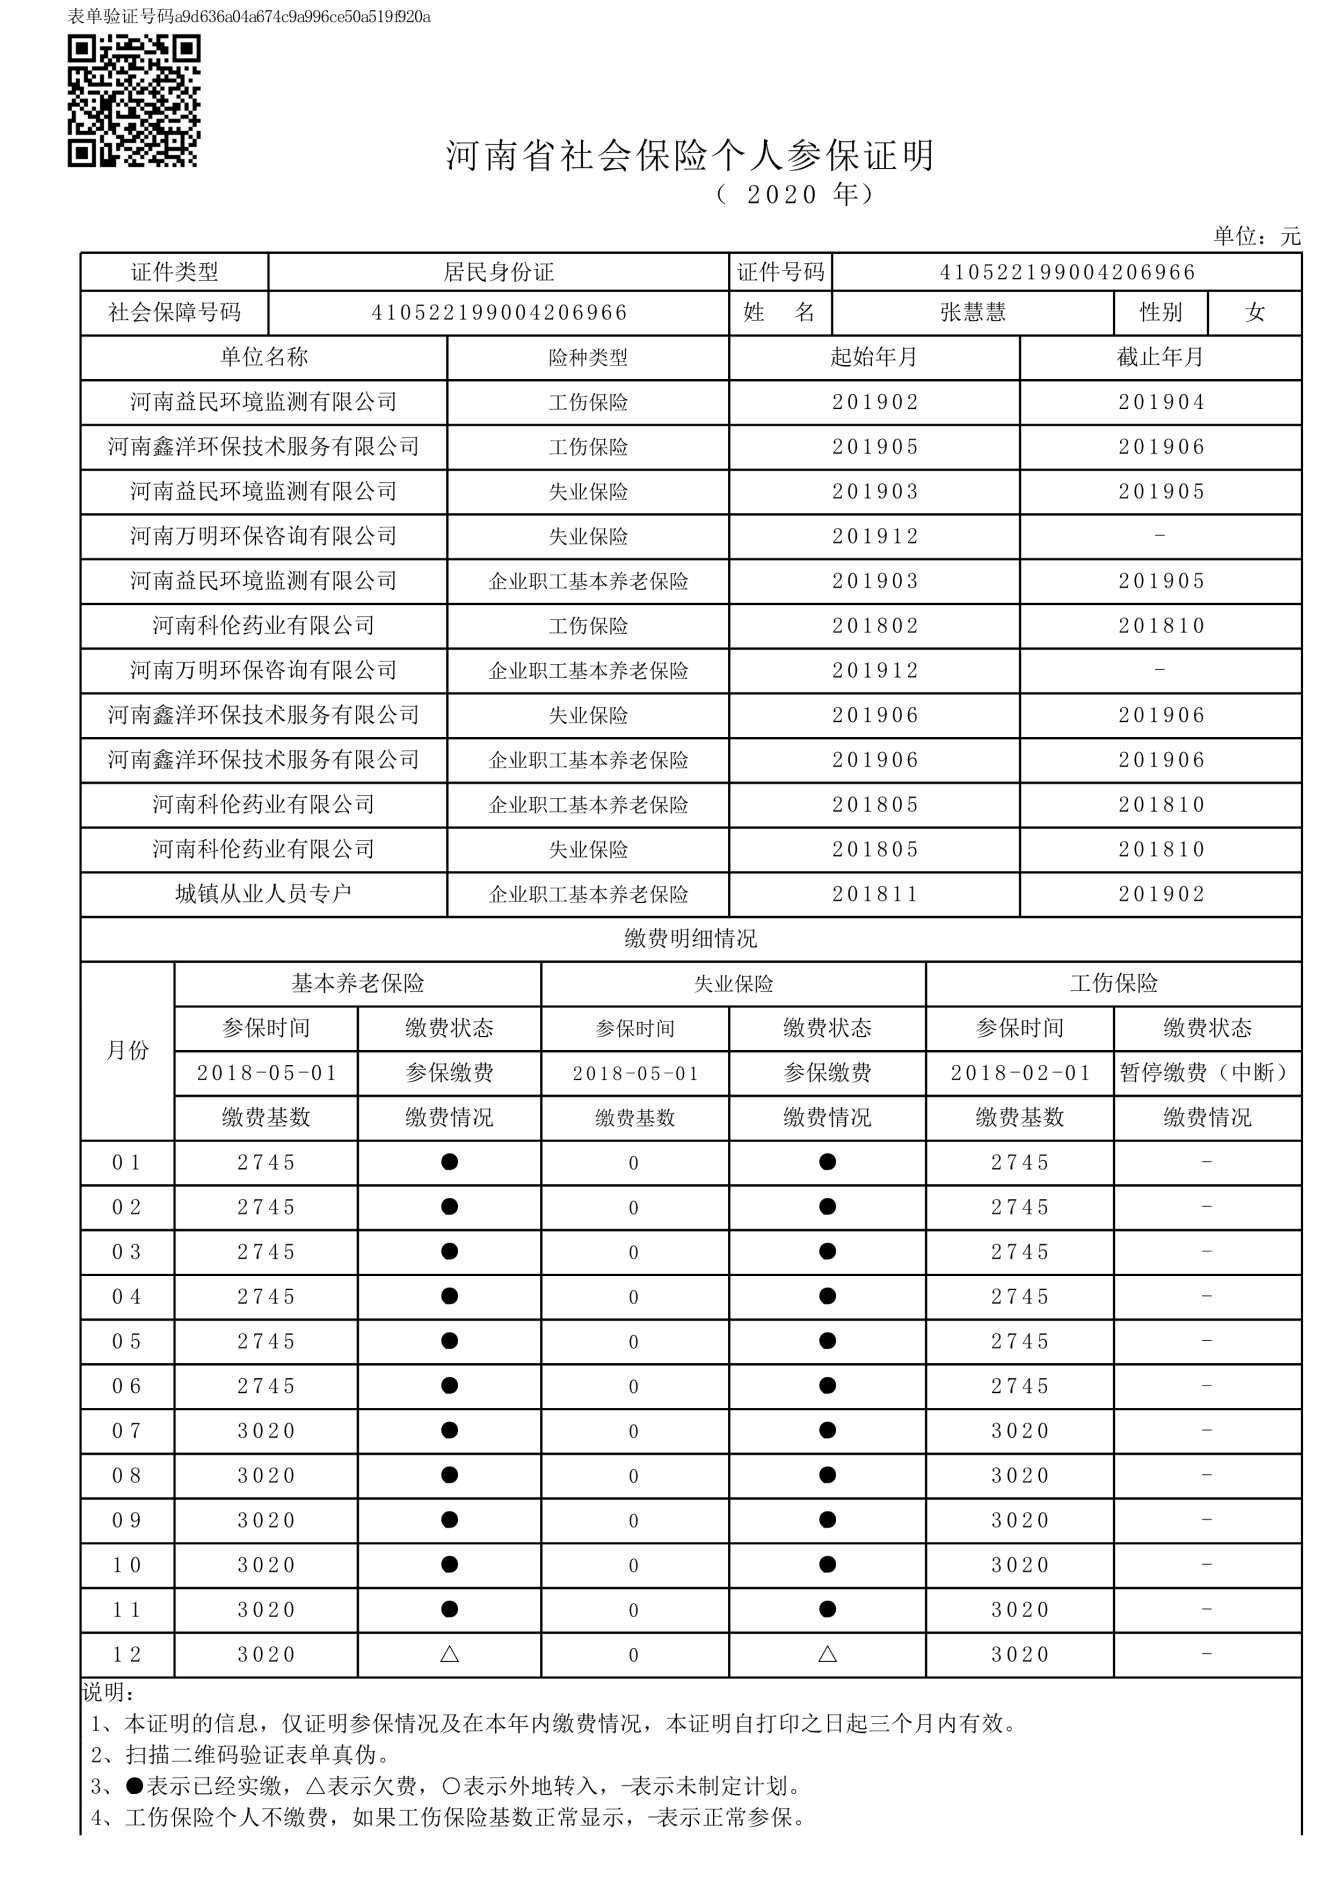 表单验证号码a9d636a04a674c9a996ce50a519f920a
河南省社会保险个人参保证明
（ 2020 年）
单位：元
证件类型 居民身份证 证件号码 410522199004206966
社会保障号码 410522199004206966 姓 名 张慧慧 性别 女
单位名称 险种类型 起始年月 截止年月
河南益民环境监测有限公司 工伤保险 201902 201904
河南鑫洋环保技术服务有限公司 工伤保险 201905 201906
河南益民环境监测有限公司 失业保险 201903 201905
河南万明环保咨询有限公司 失业保险 201912 -
河南益民环境监测有限公司 企业职工基本养老保险 201903 201905
河南科伦药业有限公司 工伤保险 201802 201810
河南万明环保咨询有限公司 企业职工基本养老保险 201912 -
河南鑫洋环保技术服务有限公司 失业保险 201906 201906
河南鑫洋环保技术服务有限公司 企业职工基本养老保险 201906 201906
河南科伦药业有限公司 企业职工基本养老保险 201805 201810
河南科伦药业有限公司 失业保险 201805 201810
城镇从业人员专户 企业职工基本养老保险 201811 201902
缴费明细情况
月份 基本养老保险 失业保险 工伤保险
参保时间 缴费状态 参保时间 缴费状态 参保时间 缴费状态
2018-05-01 参保缴费 2018-05-01 参保缴费 2018-02-01 暂停缴费（中断）
缴费基数 缴费情况 缴费基数 缴费情况 缴费基数 缴费情况
01 2745 ● 0 ● 2745 -
02 2745 ● 0 ● 2745 -
03 2745 ● 0 ● 2745 -
04 2745 ● 0 ● 2745 -
05 2745 ● 0 ● 2745 -
06 2745 ● 0 ● 2745 -
07 3020 ● 0 ● 3020 -
08 3020 ● 0 ● 3020 -
09 3020 ● 0 ● 3020 -
10 3020 ● 0 ● 3020 -
11 3020 ● 0 ● 3020 -
12 3020 △ 0 △ 3020 -
说明：
1、本证明的信息，仅证明参保情况及在本年内缴费情况，本证明自打印之日起三个月内有效。
2、扫描二维码验证表单真伪。
3、●表示已经实缴，△表示欠费，○表示外地转入，-表示未制定计划。
4、工伤保险个人不缴费，如果工伤保险基数正常显示，-表示正常参保。